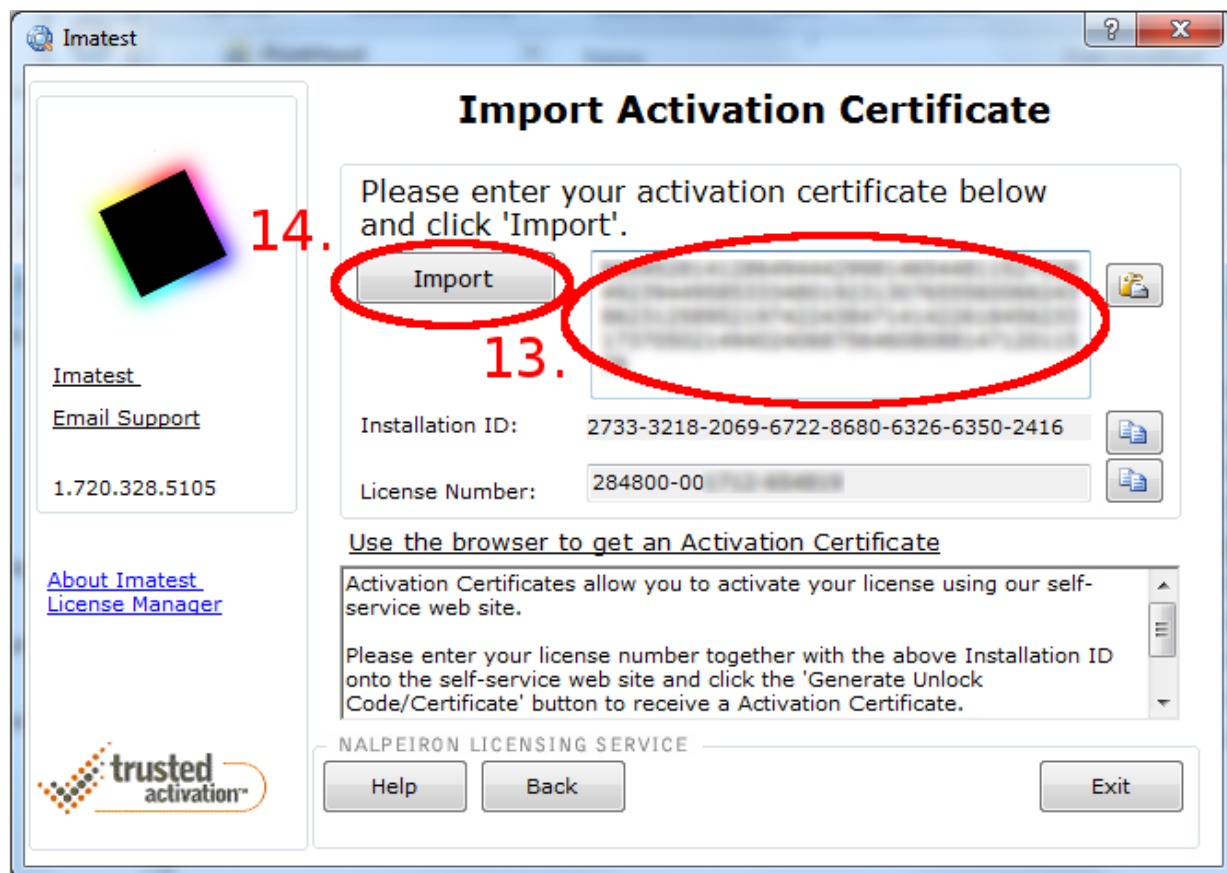 Imatest
Import Activation Certificate
Please enter your activation certificate below
and click 'Import'.
14.
Import
13.
Imatest
Email Support
1.720.328.5105
Installation ID:
2733-3218-2069-6722-8680-6326-6350-2416
License Number:
284800-00
Use the browser to get an Activation Certificate
About Imatest
License Manager
Activation Certificates allow you to activate your license using our self-
service web site.
Please enter your license number together with the above Installation ID
onto the self-service web site and click the 'Generate Unlock
Code/Certificate' button to receive a Activation Certificate.
NALPEIRON LICENSING SERVICE
trusted
activation™
Help
Back
Exit